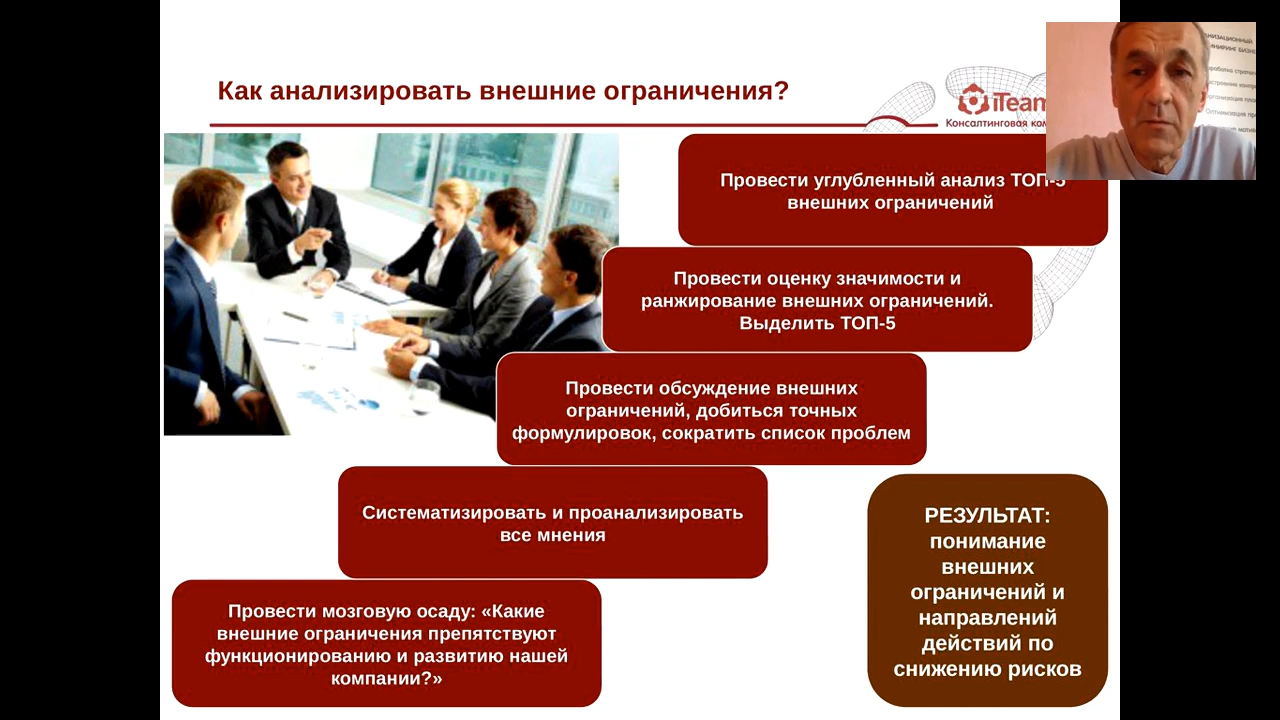 Как анализировать внешние ограничения?
iTeam
Консалтинговая
Провести углубленный анализ ТОП-5
внешних ограничений
Провести оценку значимости и
ранжирование внешних ограничений.
Выделить ТОП-5
Провести обсуждение внешних
ограничений, добиться точных
формулировок, сократить список проблем
Систематизировать и проанализировать
все мнения
Провести мозговую осаду: «Какие
внешние ограничения препятствуют
функционированию и развитию нашей
компании?»
РЕЗУЛЬТАТ:
понимание
внешних
ограничений и
направлений
действий по
снижению рисков